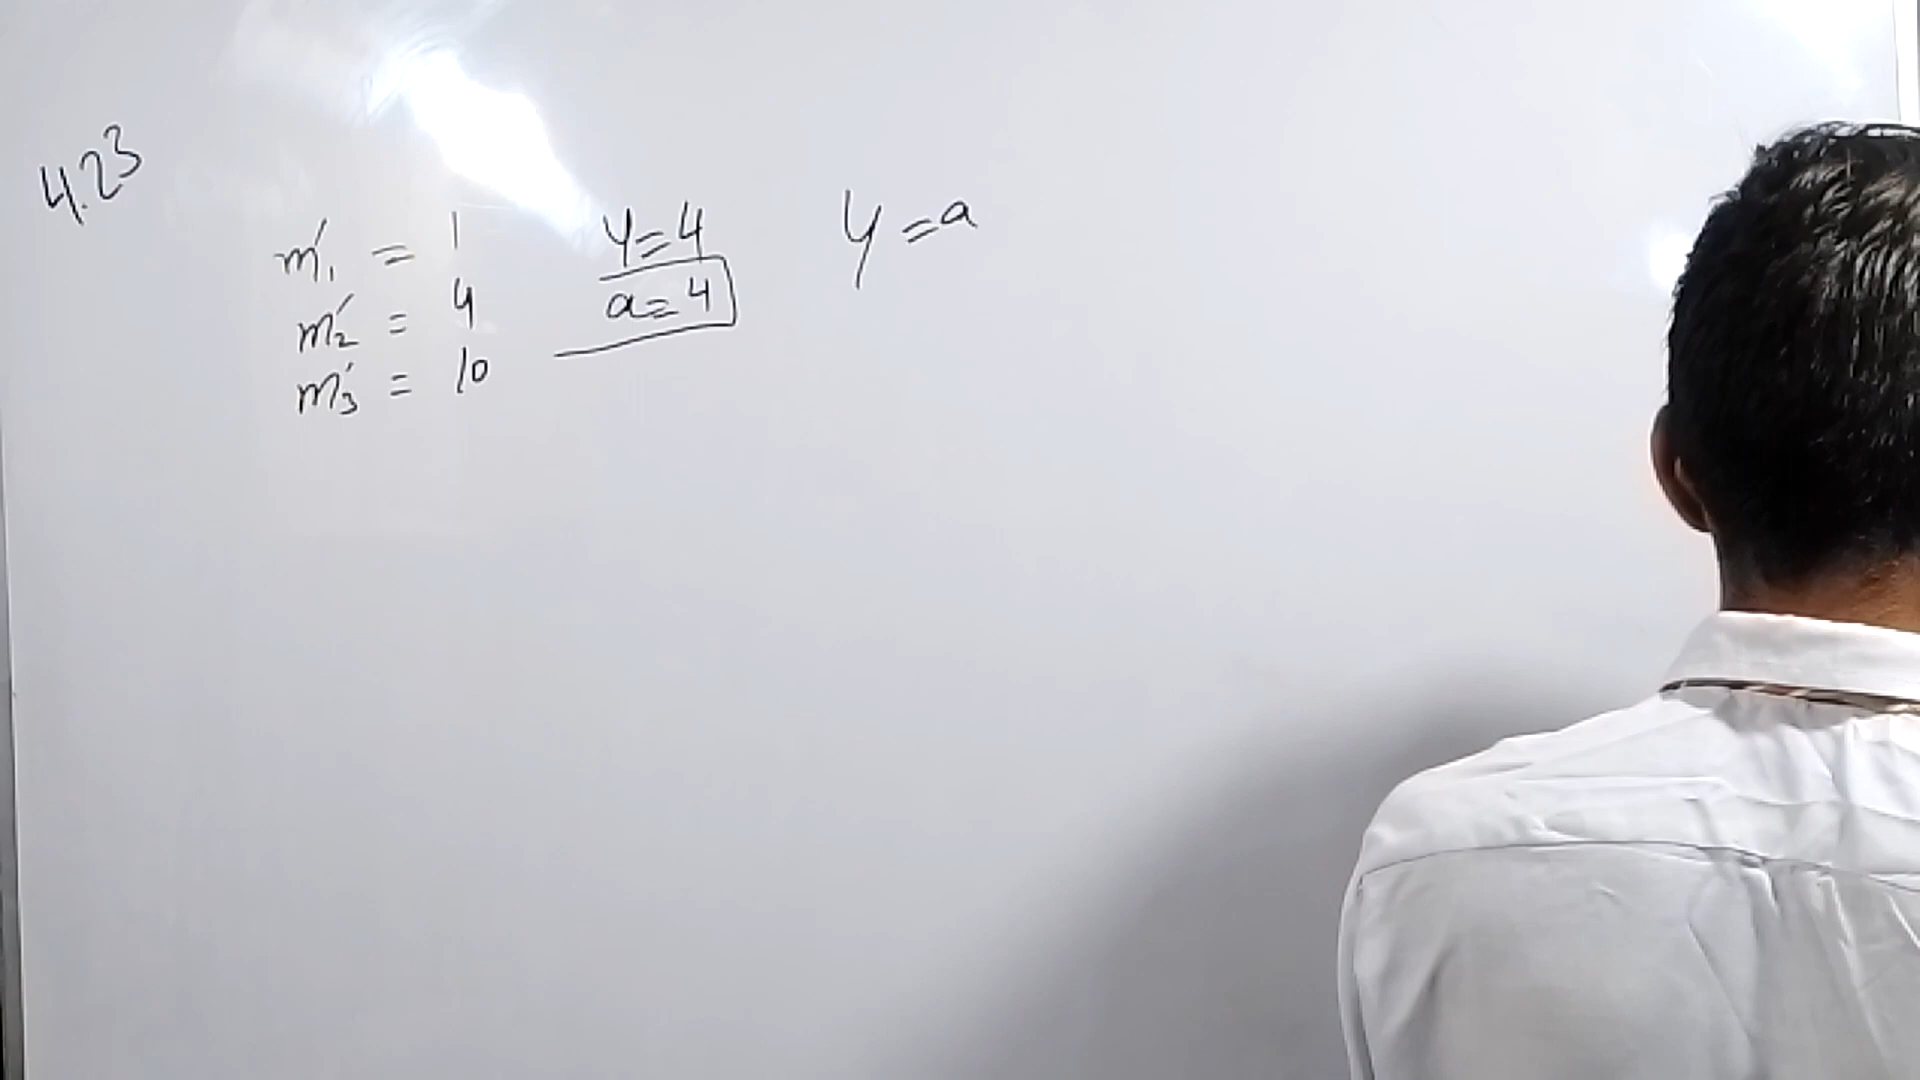 4.23
m'₁ = 1
m'₂ = 4
m'₃ = 10
y=4
a=4
y=a